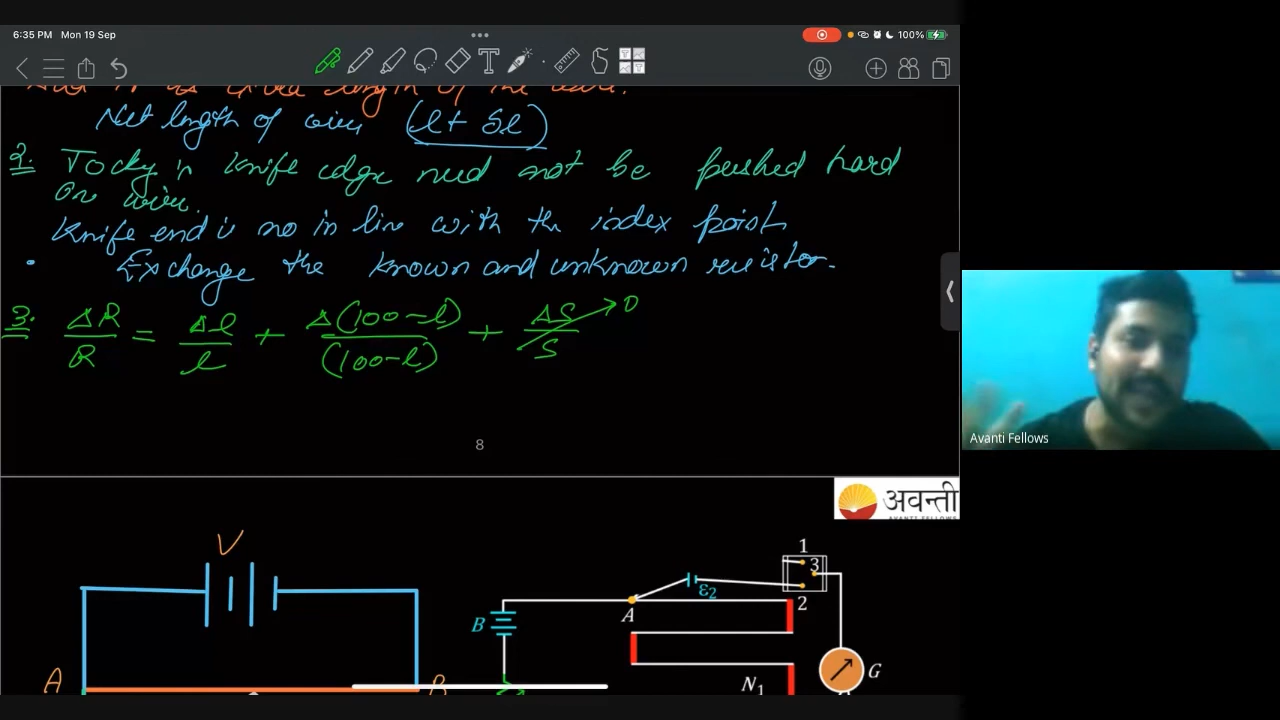 6:35 PM Mon 19 Sep
100%
Net length of wire (l + δl)
2. Jockey's Knife edge need not be pushed hard
on wire.
Knife end is no in line with the index point
• Exchange the known and unknown resistor.
3. ΔR/R = Δl/l + Δ(100-l)/(100-l) + ΔS/S → 0
8
अवन्ती
V
A
B
B
A
ε₂
1
3
2
G
N₁
Avanti Fellows